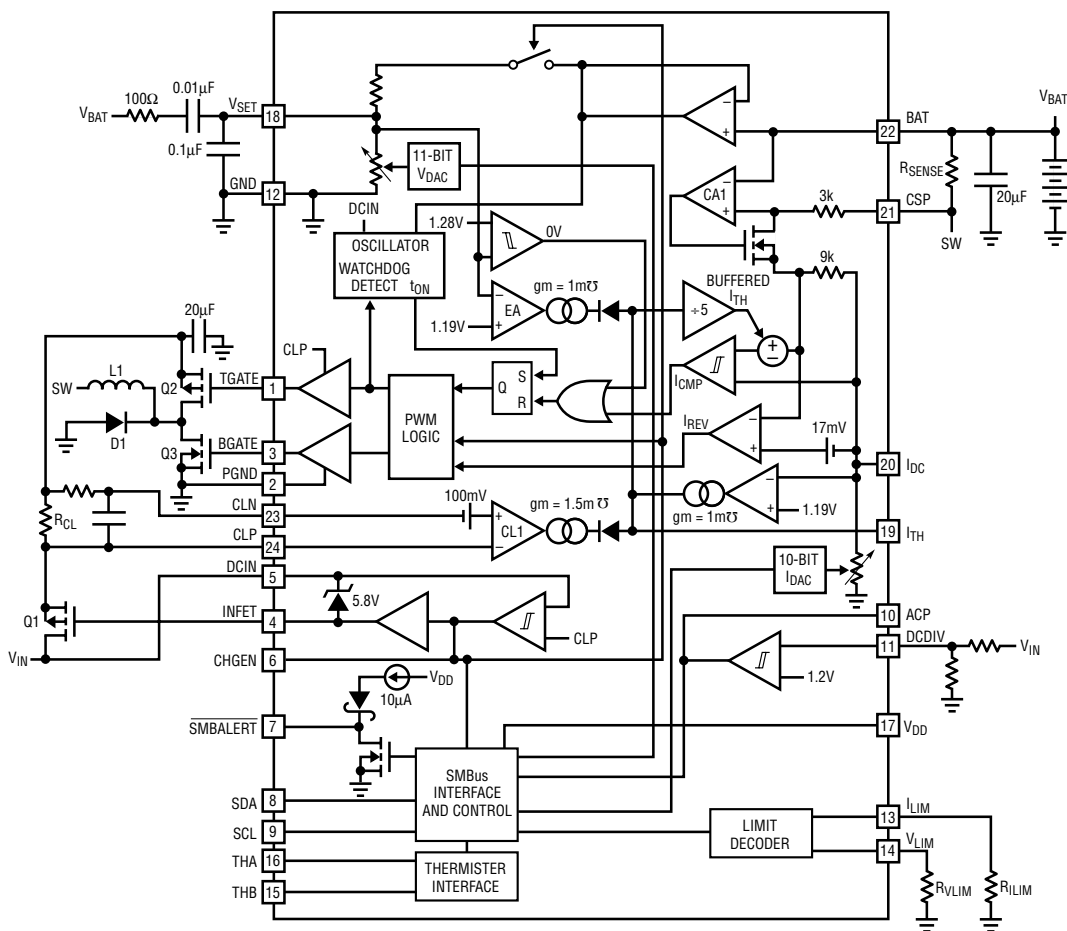 V_BAT
100Ω
0.01μF
V_SET
18
0.1μF
GND
12
11-BIT
V_DAC
DCIN
OSCILLATOR
WATCHDOG
DETECT t_ON
1.28V
0V
EA
1.19V
gm = 1m℧
CA1
3k
9k
BAT
22
V_BAT
R_SENSE
20μF
CSP
21
SW
BUFFERED
I_TH
÷5
I_CMP
20μF
CLP
L1
SW
Q2
TGATE
1
D1
Q3
BGATE
3
PGND
2
PWM
LOGIC
Q
S
R
I_REV
17mV
20
I_DC
CLN
23
R_CL
CLP
24
100mV
CL1
gm = 1.5m ℧
gm = 1m℧
1.19V
19
I_TH
DCIN
5
INFET
4
5.8V
CLP
10-BIT
I_DAC
Q1
V_IN
CHGEN
6
10
ACP
DCDIV
11
V_IN
1.2V
V_DD
10μA
SMBALERT
7
17
V_DD
SDA
8
SCL
9
SMBus
INTERFACE
AND CONTROL
LIMIT
DECODER
I_LIM
13
V_LIM
14
R_VLIM
R_ILIM
THA
16
THB
15
THERMISTER
INTERFACE